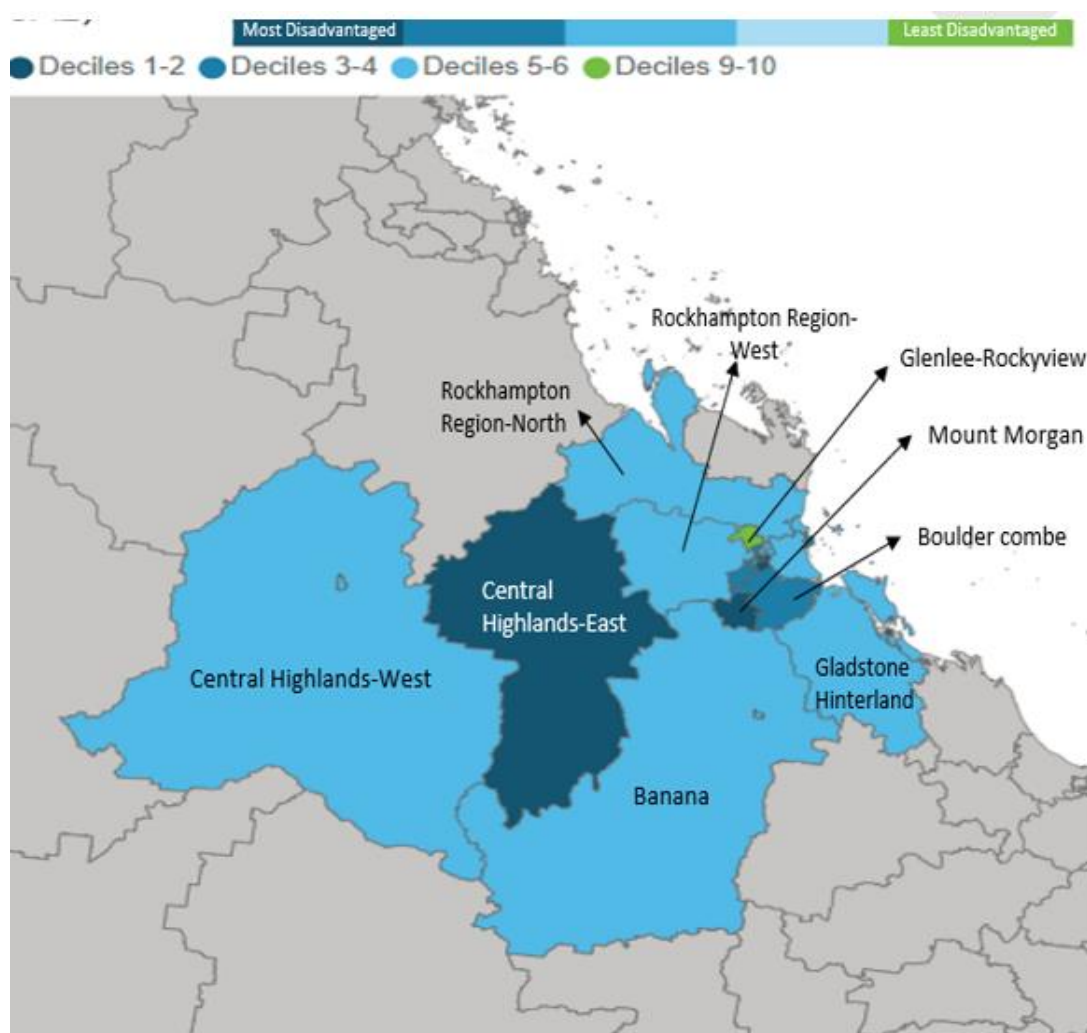 Most Disadvantaged
Least Disadvantaged
Deciles 1-2
Deciles 3-4
Deciles 5-6
Deciles 9-10
Rockhampton Region-
West
Glenlee-Rockyview
Rockhampton
Region-North
Mount Morgan
Boulder combe
Central
Highlands-East
Central Highlands-West
Gladstone
Hinterland
Banana